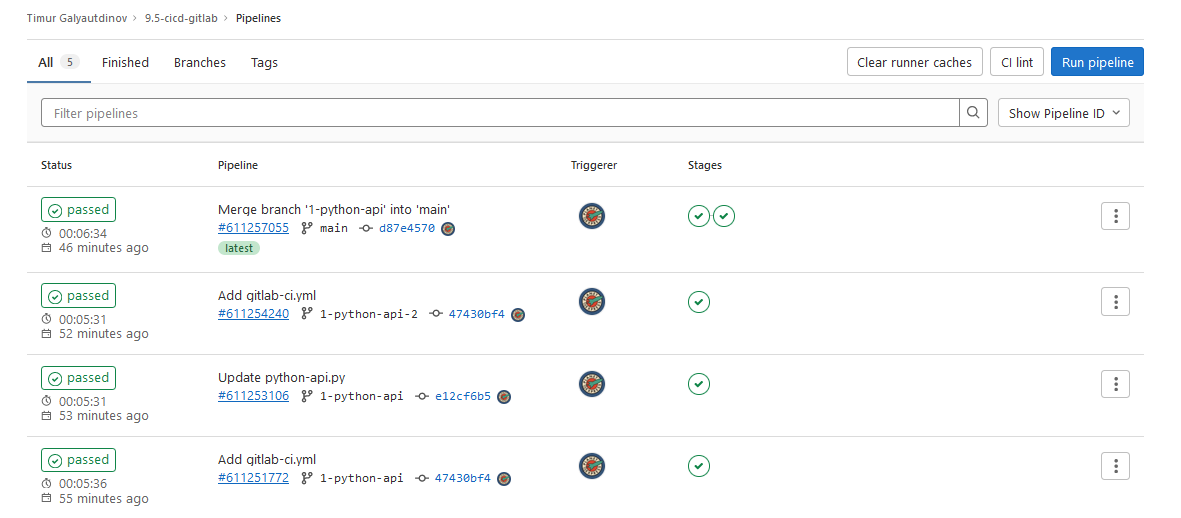 Timur Galyautdinov > 9.5-cicd-gitlab > Pipelines
All 5 Finished Branches Tags Clear runner caches CI lint Run pipeline
Filter pipelines Show Pipeline ID
Status Pipeline Triggerer Stages
passed Merge branch '1-python-api' into 'main'
00:06:34 #611257055 main d87e4570
46 minutes ago latest
passed Add gitlab-ci.yml
00:05:31 #611254240 1-python-api-2 47430bf4
52 minutes ago
passed Update python-api.py
00:05:31 #611253106 1-python-api e12cf6b5
53 minutes ago
passed Add gitlab-ci.yml
00:05:36 #611251772 1-python-api 47430bf4
55 minutes ago